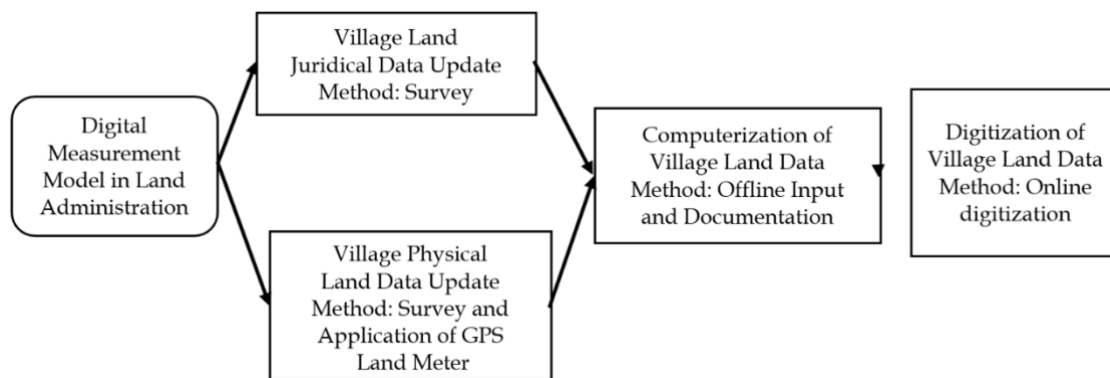 Digital
Measurement
Model in Land
Administration
Village Land
Juridical Data Update
Method: Survey
Village Physical
Land Data Update
Method: Survey and
Application of GPS
Land Meter
Computerization of
Village Land Data
Method: Offline Input
and Documentation
Digitization of
Village Land Data
Method: Online
digitization